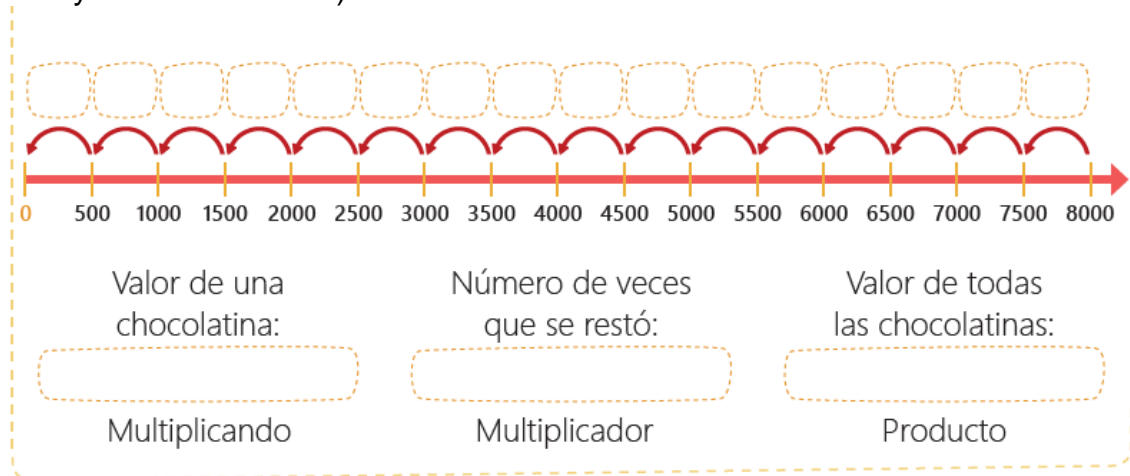 0 500 1000 1500 2000 2500 3000 3500 4000 4500 5000 5500 6000 6500 7000 7500 8000
Valor de una
chocolatina:
Número de veces
que se restó:
Valor de todas
las chocolatinas:
Multiplicando
Multiplicador
Producto